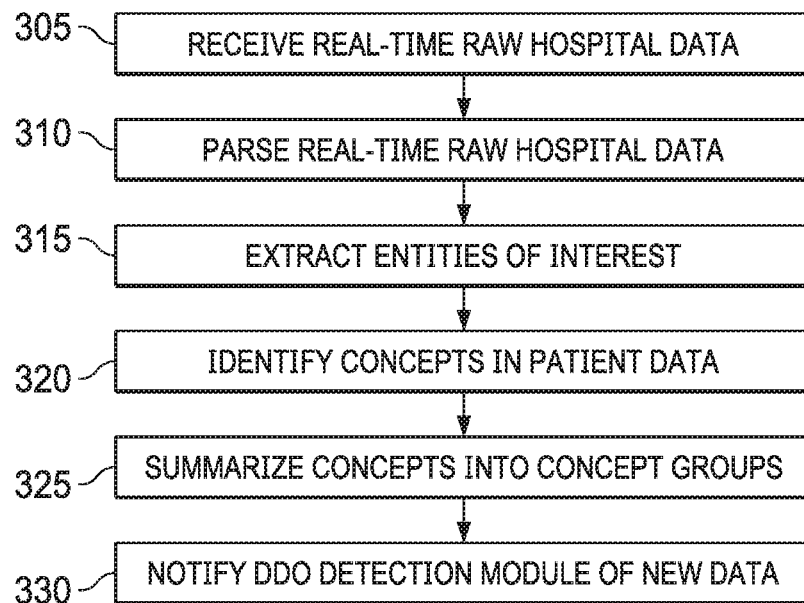 305 RECEIVE REAL-TIME RAW HOSPITAL DATA
310 PARSE REAL-TIME RAW HOSPITAL DATA
315 EXTRACT ENTITIES OF INTEREST
320 IDENTIFY CONCEPTS IN PATIENT DATA
325 SUMMARIZE CONCEPTS INTO CONCEPT GROUPS
330 NOTIFY DDO DETECTION MODULE OF NEW DATA